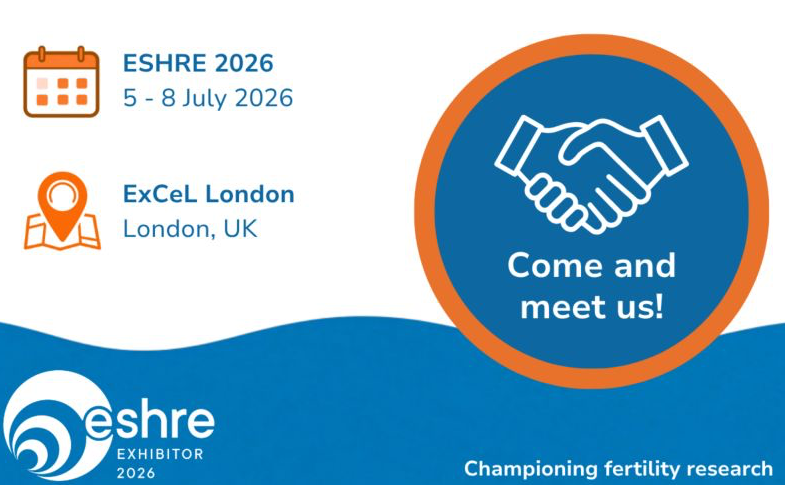 ESHRE 2026
5 - 8 July 2026
ExCeL London
London, UK
Come and
meet us!
eshre
EXHIBITOR
2026
Championing fertility research